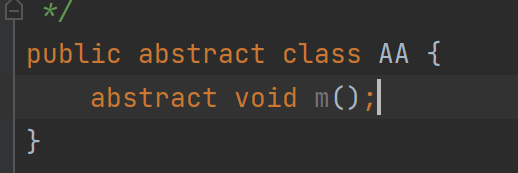 */
public abstract class AA {
    abstract void m();
}